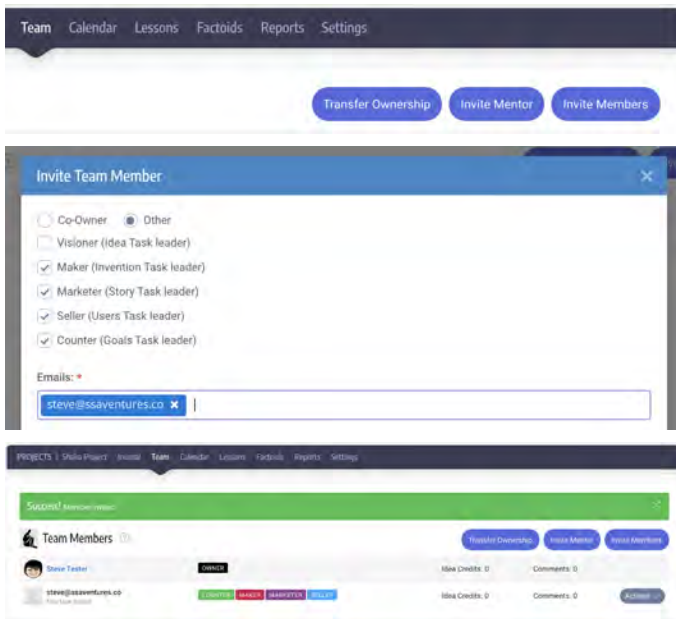 Team Calendar Lessons Factoids Reports Settings
Transfer Ownership Invite Mentor Invite Members
Invite Team Member
Co-Owner Other
Visioner (Idea Task leader)
Maker (Invention Task leader)
Marketer (Story Task leader)
Seller (Users Task leader)
Counter (Goals Task leader)
Emails: *
steve@ssaventures.co
PROJECTS Project Team Calendar Lessons Factoids Reports Settings
Success!
Team Members
Transfer Ownership Invite Mentor Invite Members
Steve Tester OWNER Idea Credits: 0 Comments: 0
steve@ssaventures.co COUNTER MAKER MARKETER SELLER Idea Credits: 0 Comments: 0 Actions